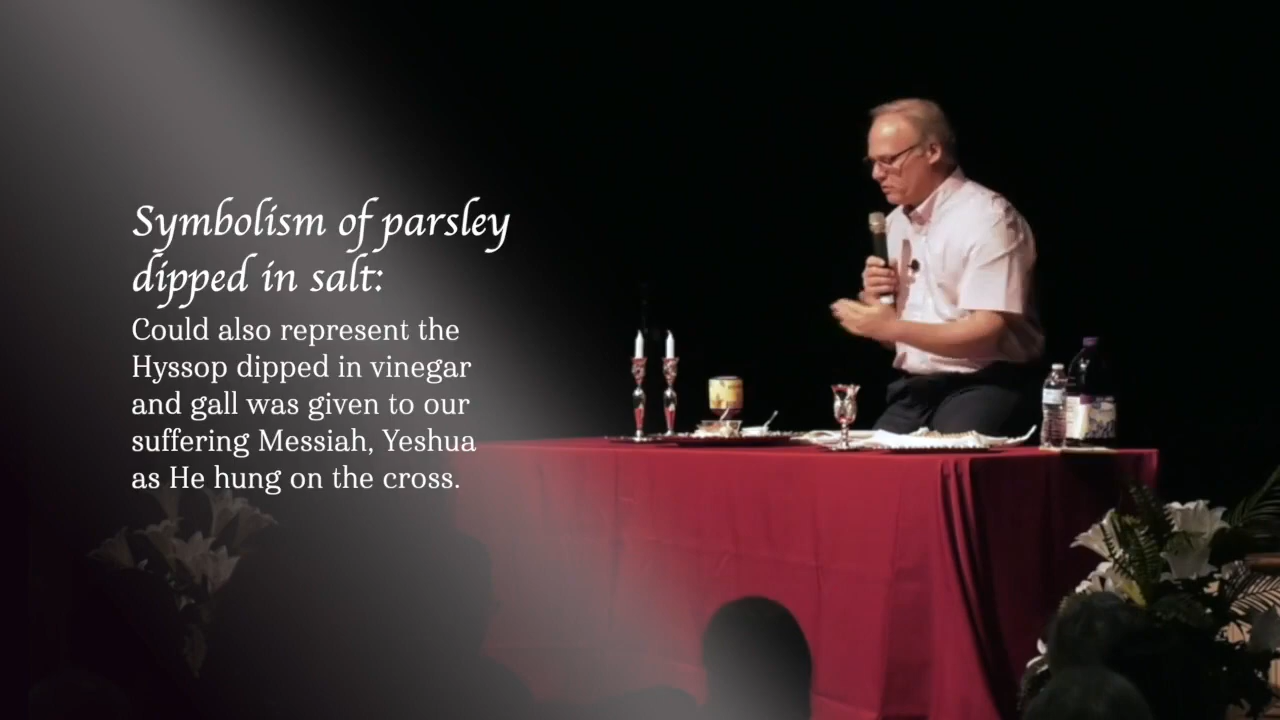 Symbolism of parsley
dipped in salt:
Could also represent the
Hyssop dipped in vinegar
and gall was given to our
suffering Messiah, Yeshua
as He hung on the cross.